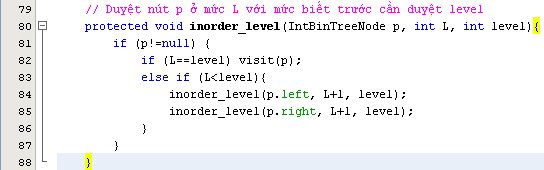 79 // Duyệt nút p ở mức L với mức biết trước cần duyệt level
80 protected void inorder_level(IntBinTreeNode p, int L, int level){
81 if (p!=null) {
82 if (L==level) visit(p);
83 else if (L<level){
84 inorder_level(p.left, L+1, level);
85 inorder_level(p.right, L+1, level);
86 }
87 }
88 }